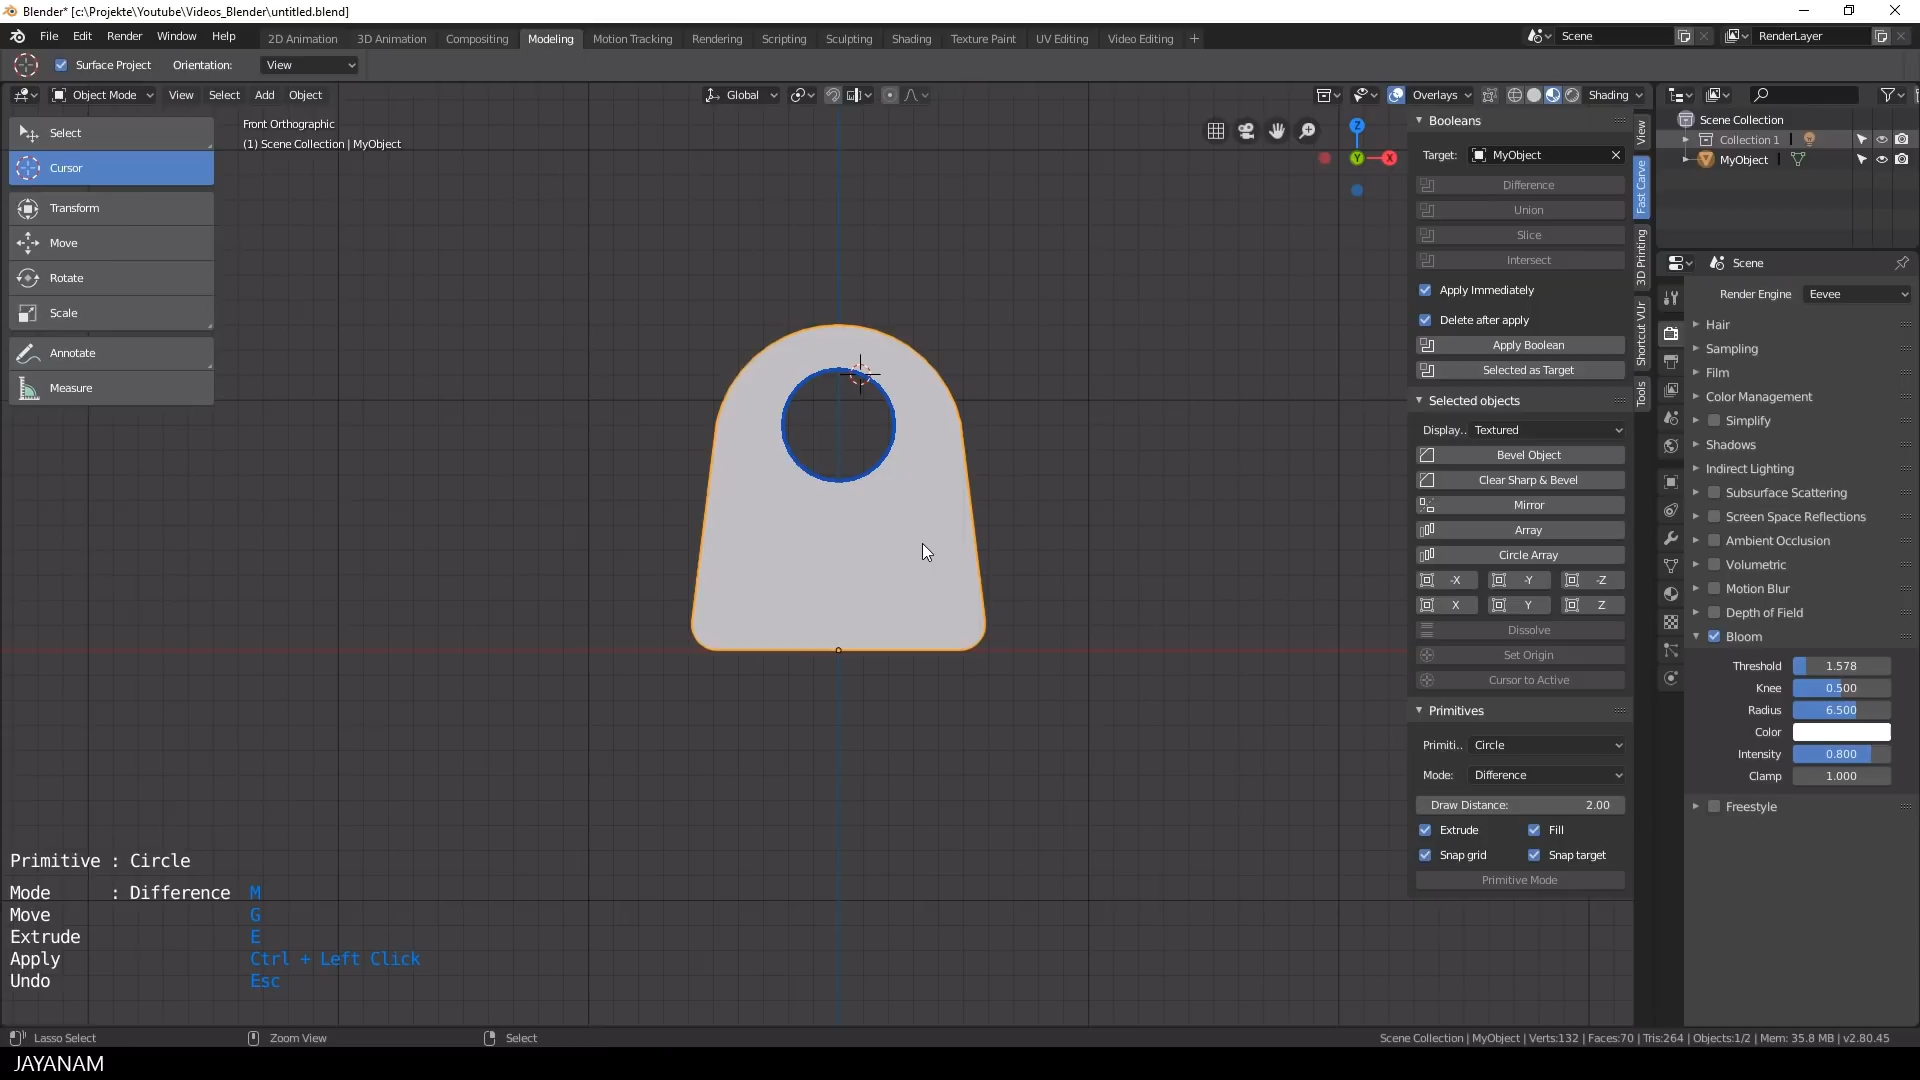 Blender* [c:\Projekte\Youtube\Videos_Blender\untitled.blend]
File Edit Render Window Help 2D Animation 3D Animation Compositing Modeling Motion Tracking Rendering Scripting Sculpting Shading Texture Paint UV Editing Video Editing + Scene RenderLayer
Surface Project Orientation: View
Object Mode View Select Add Object Global Overlays Shading
Select
Cursor
Transform
Move
Rotate
Scale
Annotate
Measure
Front Orthographic
(1) Scene Collection | MyObject
Z
Y
X
Booleans
Target: MyObject
Difference
Union
Slice
Intersect
Apply Immediately
Delete after apply
Apply Boolean
Selected as Target
Selected objects
Display.. Textured
Bevel Object
Clear Sharp & Bevel
Mirror
Array
Circle Array
-X -Y -Z
X Y Z
Dissolve
Set Origin
Cursor to Active
Primitives
Primiti.. Circle
Mode: Difference
Draw Distance: 2.00
Extrude Fill
Snap grid Snap target
Primitive Mode
View
Fast Carve
3D Printing
Shortcut VUr
Tools
Scene Collection
Collection 1
MyObject
Scene
Render Engine Eevee
Hair
Sampling
Film
Color Management
Simplify
Shadows
Indirect Lighting
Subsurface Scattering
Screen Space Reflections
Ambient Occlusion
Volumetric
Motion Blur
Depth of Field
Bloom
Threshold 1.578
Knee 0.500
Radius 6.500
Color
Intensity 0.800
Clamp 1.000
Freestyle
Primitive : Circle
Mode : Difference M
Move G
Extrude E
Apply Ctrl + Left Click
Undo Esc
Lasso Select Zoom View Select Scene Collection | MyObject | Verts:132 | Faces:70 | Tris:264 | Objects:1/2 | Mem: 35.8 MB | v2.80.45
JAYANAM